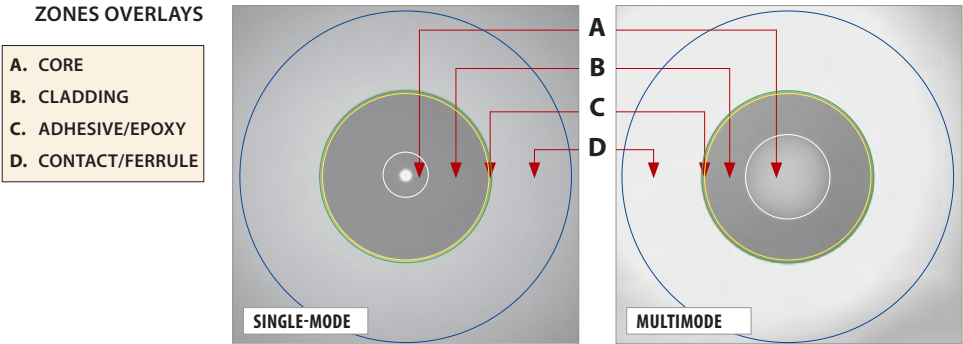 ZONES OVERLAYS
A. CORE
B. CLADDING
C. ADHESIVE/EPOXY
D. CONTACT/FERRULE
A
B
C
D
SINGLE-MODE
MULTIMODE